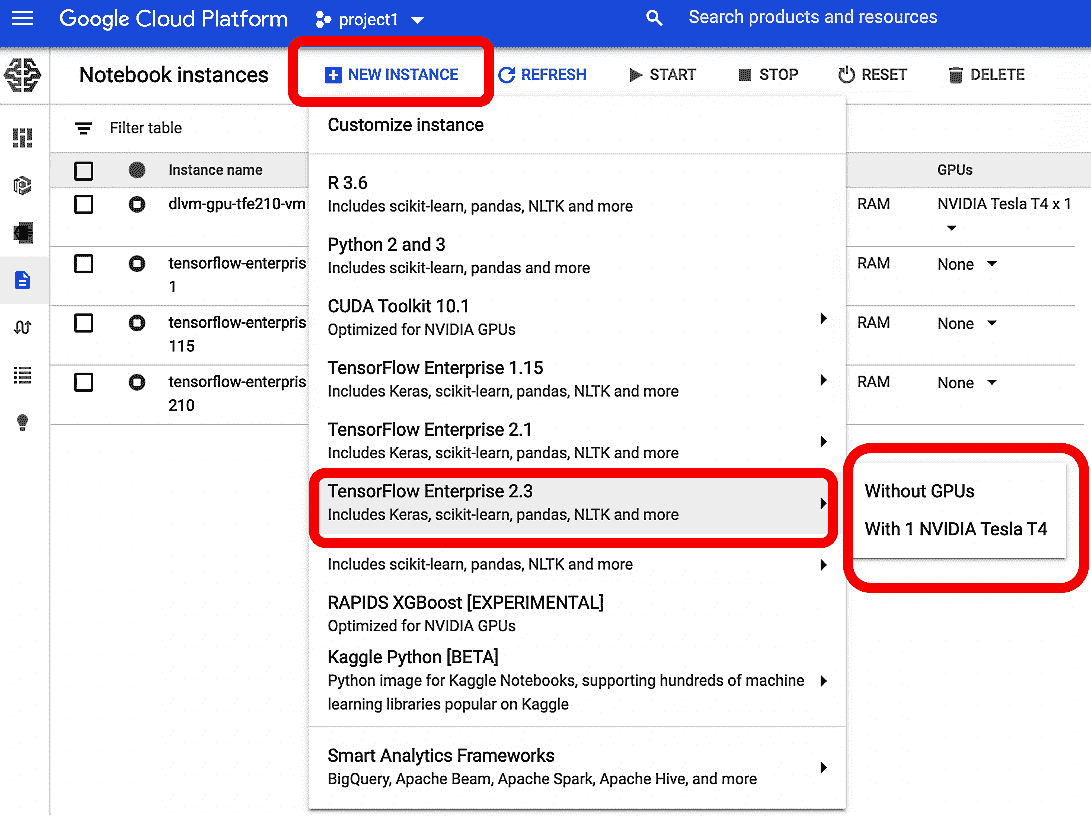 Google Cloud Platform project1 Search products and resources
Notebook instances NEW INSTANCE REFRESH START STOP RESET DELETE
Filter table
Customize instance
Instance name GPUs
R 3.6
Includes scikit-learn, pandas, NLTK and more
dlvm-gpu-tfe210-vm RAM NVIDIA Tesla T4 x 1
Python 2 and 3
Includes scikit-learn, pandas and more
tensorflow-enterpris RAM None
1
CUDA Toolkit 10.1
Optimized for NVIDIA GPUs
tensorflow-enterpris RAM None
115
TensorFlow Enterprise 1.15
Includes Keras, scikit-learn, pandas, NLTK and more
tensorflow-enterpris RAM None
210
TensorFlow Enterprise 2.1
Includes Keras, scikit-learn, pandas, NLTK and more
TensorFlow Enterprise 2.3
Includes Keras, scikit-learn, pandas, NLTK and more
Without GPUs
With 1 NVIDIA Tesla T4
Includes scikit-learn, pandas, NLTK and more
RAPIDS XGBoost [EXPERIMENTAL]
Optimized for NVIDIA GPUs
Kaggle Python [BETA]
Python image for Kaggle Notebooks, supporting hundreds of machine
learning libraries popular on Kaggle
Smart Analytics Frameworks
BigQuery, Apache Beam, Apache Spark, Apache Hive, and more